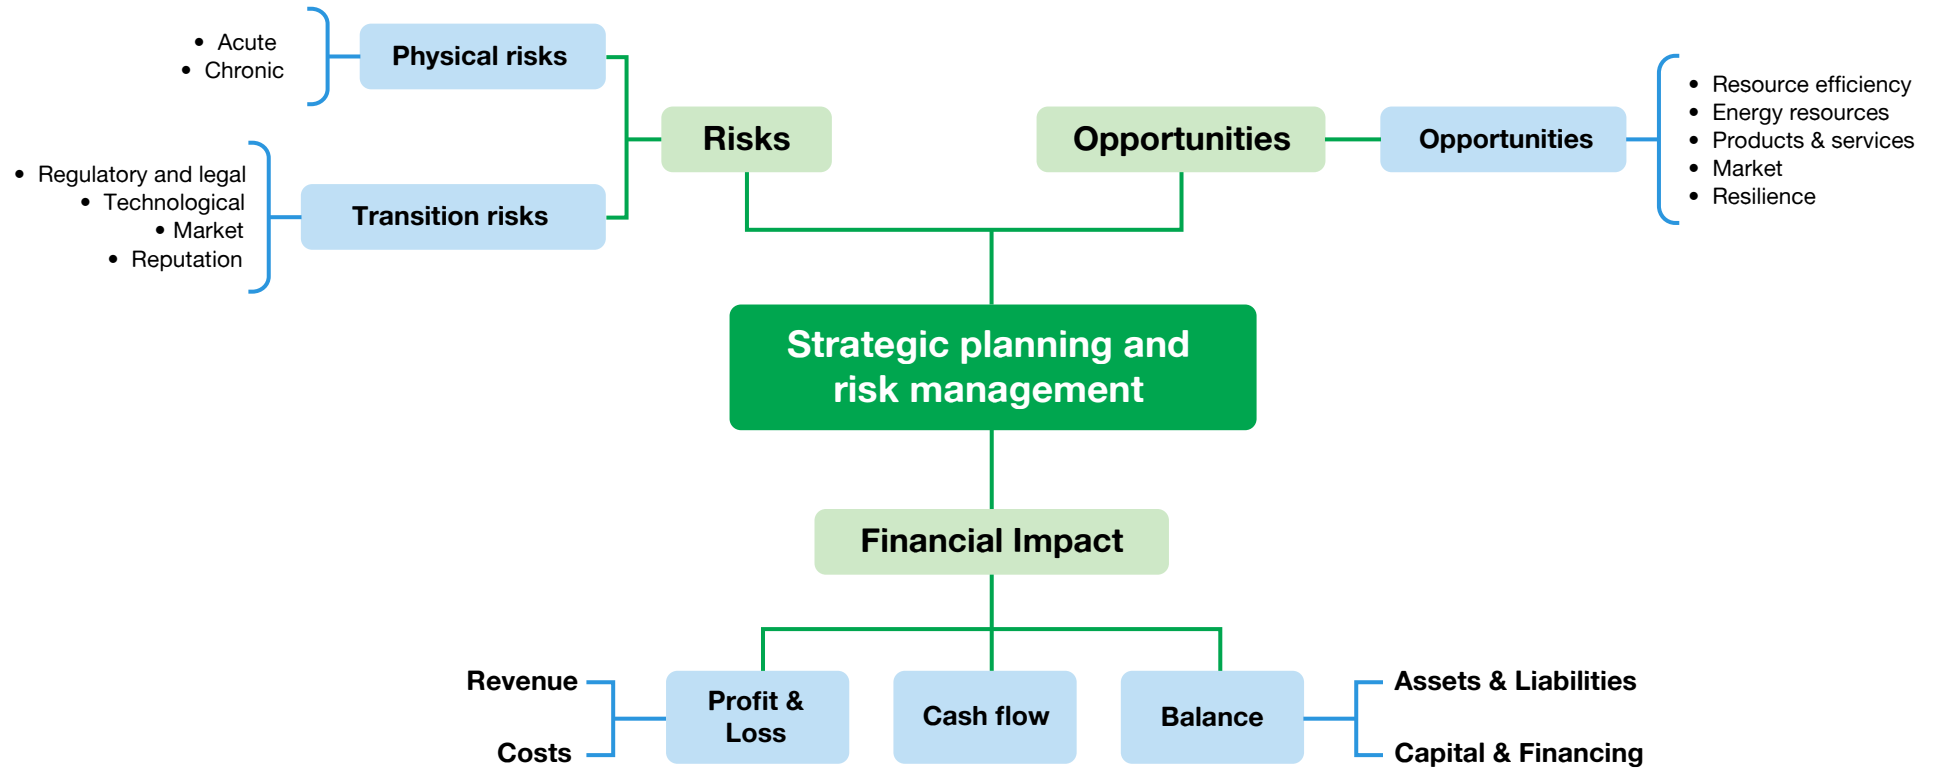 • Acute
• Chronic
Physical risks
• Regulatory and legal
• Technological
• Market
• Reputation
Transition risks
Risks
Opportunities
Opportunities
• Resource efficiency
• Energy resources
• Products & services
• Market
• Resilience
Strategic planning and
risk management
Financial Impact
Revenue
Costs
Profit &
Loss
Cash flow
Balance
Assets & Liabilities
Capital & Financing